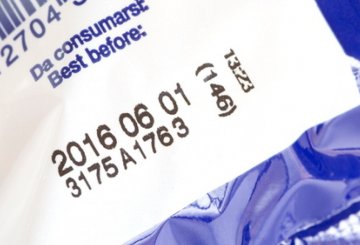 2704
Da consumarsi
Best before:
2016 06 01 (146) 13:23
3175A1763